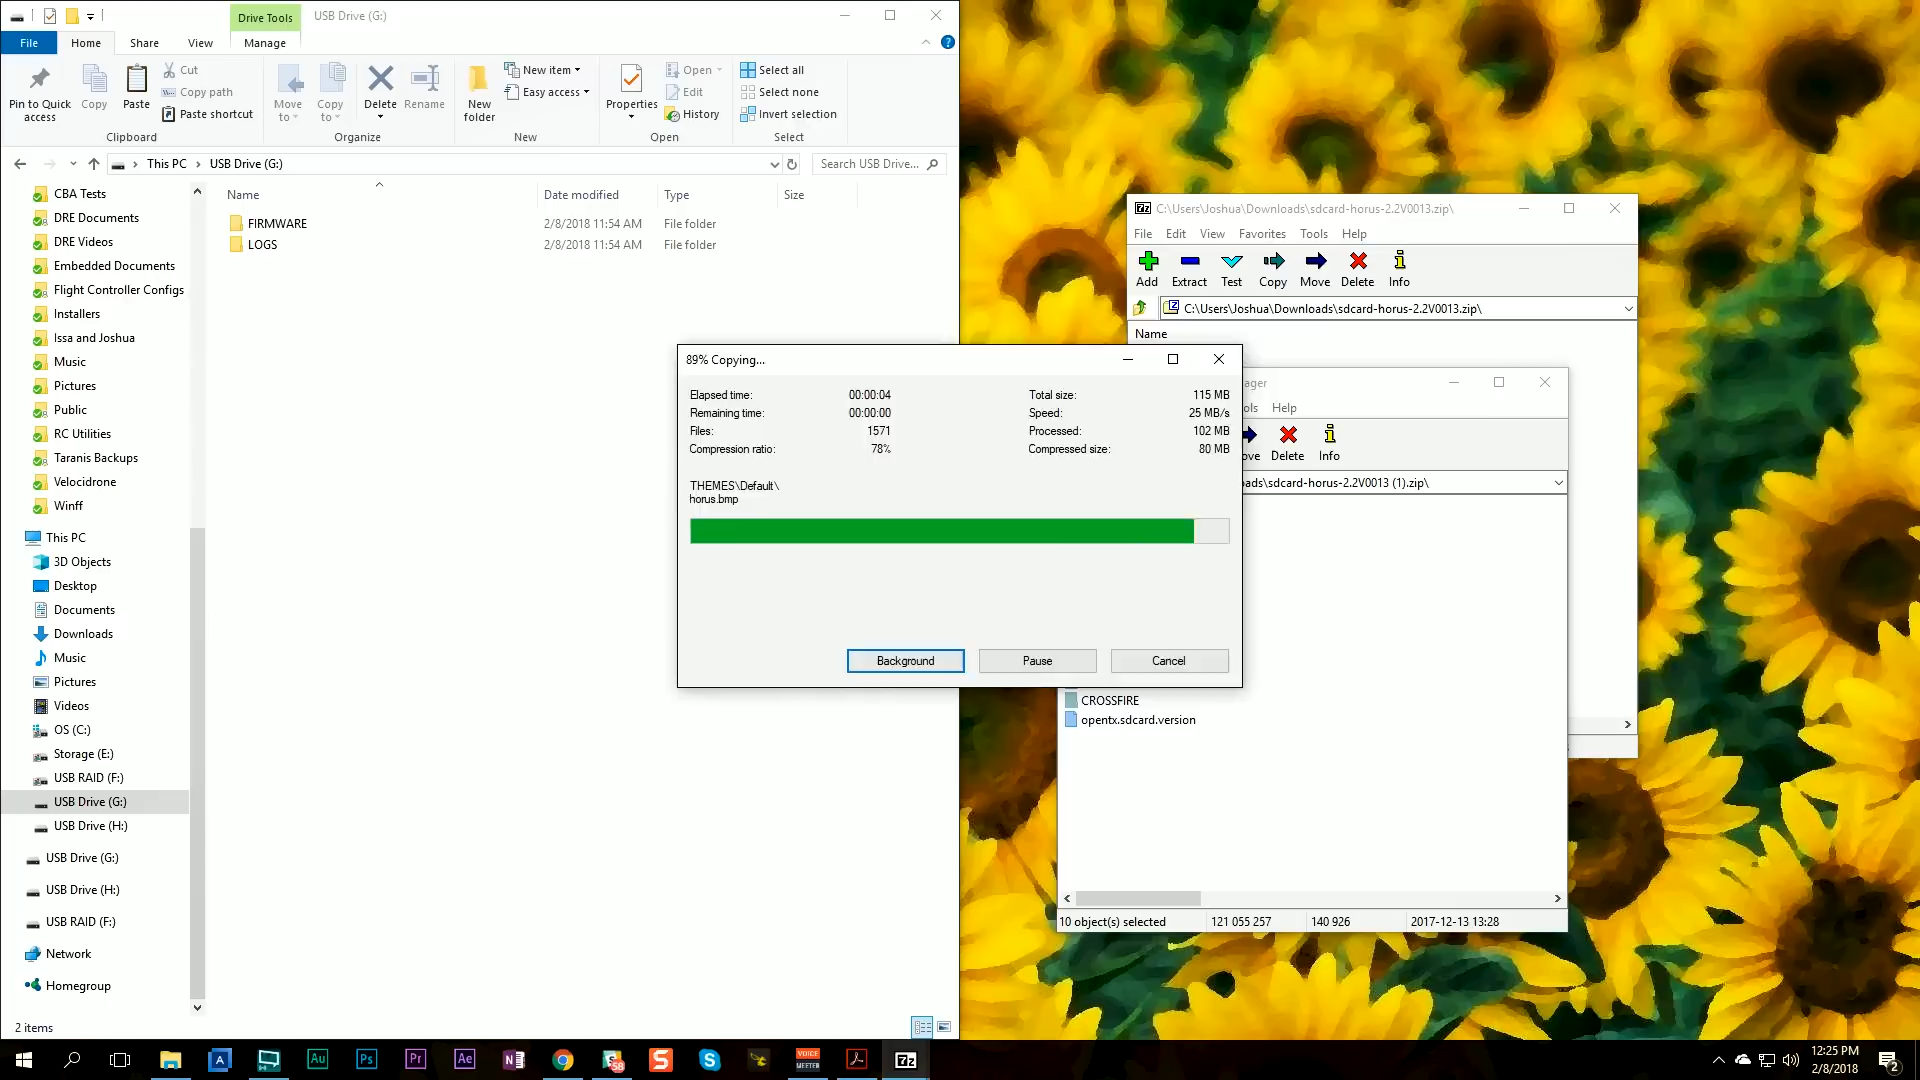 Drive Tools
USB Drive (G:)
File
Home
Share
View
Manage
Pin to Quick
access
Copy
Paste
Cut
Copy path
Paste shortcut
Clipboard
Move
to
Copy
to
Delete
Rename
Organize
New
folder
New item
Easy access
New
Properties
Open
Edit
History
Open
Select all
Select none
Invert selection
Select
This PC
USB Drive (G:)
Search USB Drive...
Name
Date modified
Type
Size
FIRMWARE 2/8/2018 11:54 AM File folder
LOGS 2/8/2018 11:54 AM File folder
CBA Tests
DRE Documents
DRE Videos
Embedded Documents
Flight Controller Configs
Installers
Issa and Joshua
Music
Pictures
Public
RC Utilities
Taranis Backups
Velocidrone
Winff
This PC
3D Objects
Desktop
Documents
Downloads
Music
Pictures
Videos
OS (C:)
Storage (E:)
USB RAID (F:)
USB Drive (G:)
USB Drive (H:)
USB Drive (G:)
USB Drive (H:)
USB RAID (F:)
Network
Homegroup
2 items
C:\Users\Joshua\Downloads\sdcard-horus-2.2V0013.zip\
File Edit View Favorites Tools Help
Add Extract Test Copy Move Delete Info
C:\Users\Joshua\Downloads\sdcard-horus-2.2V0013.zip\
Name
ager
ols Help
ove Delete Info
oads\sdcard-horus-2.2V0013 (1).zip\
89% Copying...
Elapsed time: 00:00:04 Total size: 115 MB
Remaining time: 00:00:00 Speed: 25 MB/s
Files: 1571 Processed: 102 MB
Compression ratio: 78% Compressed size: 80 MB
THEMES\Default\
horus.bmp
Background
Pause
Cancel
CROSSFIRE
opentx.sdcard.version
10 object(s) selected 121 055 257 140 926 2017-12-13 13:28
A
Au
Ps
Pr
Ae
N
58
S
S
VOICE
MEETER
7z
12:25 PM
2/8/2018
2